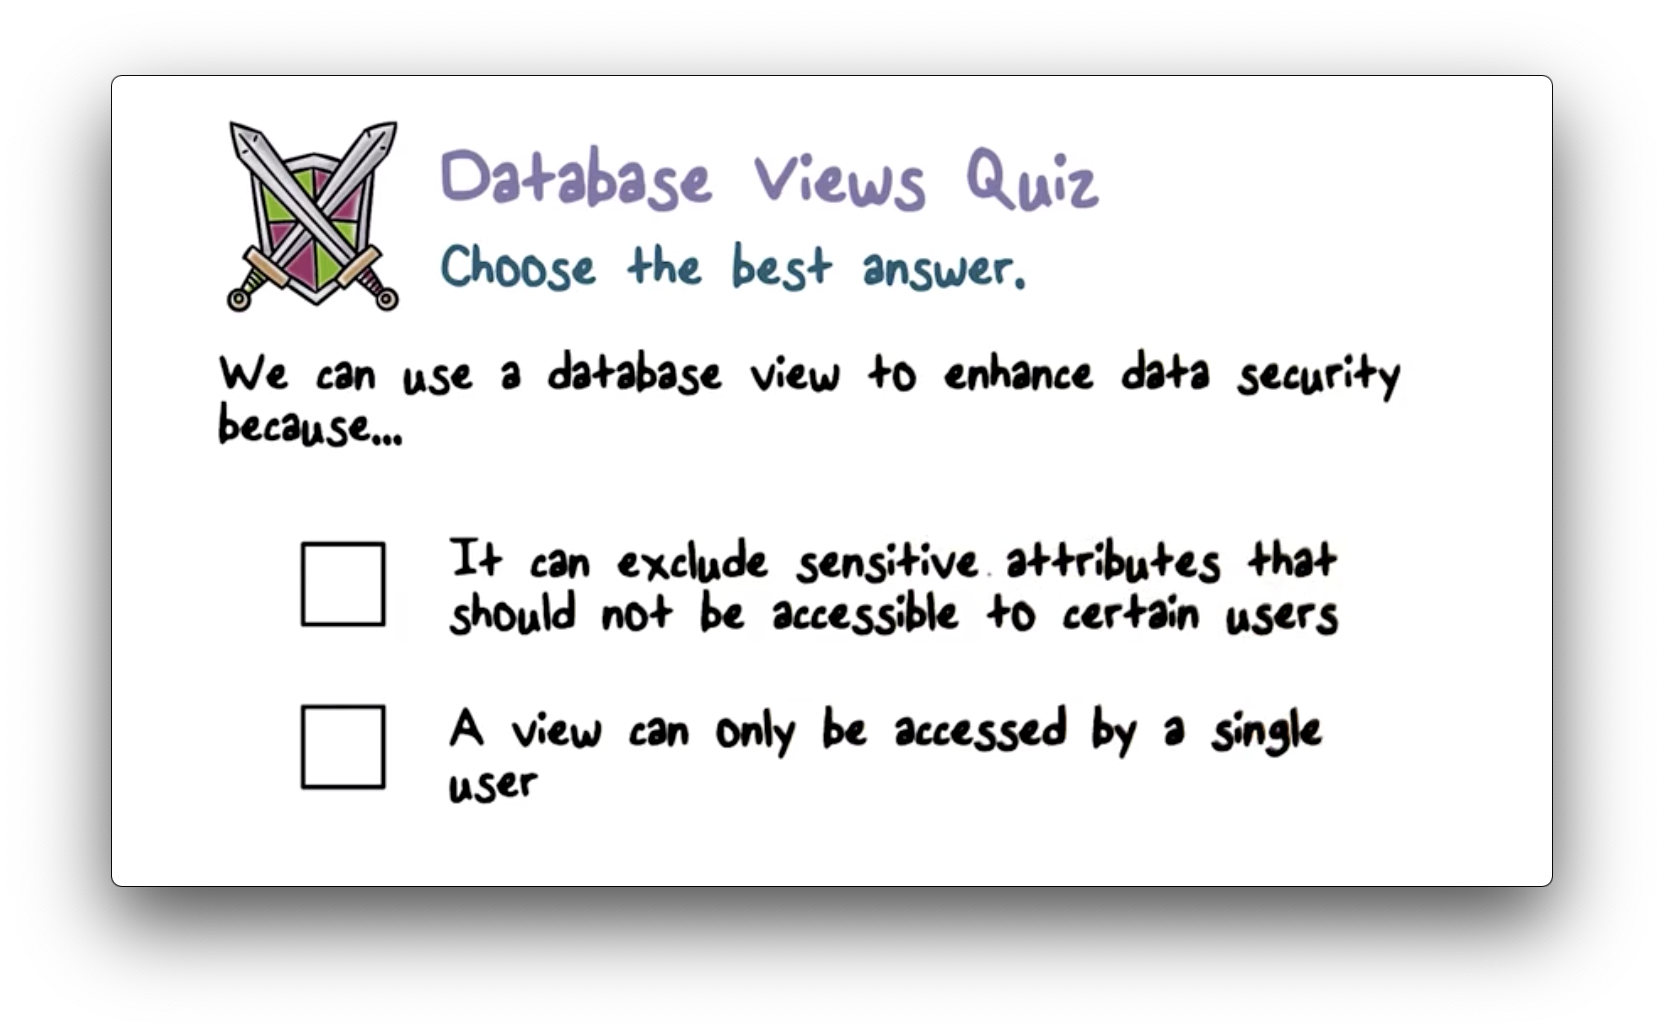 Database Views Quiz
Choose the best answer.
We can use a database view to enhance data security
because...
It can exclude sensitive attributes that
should not be accessible to certain users
A view can only be accessed by a single
user